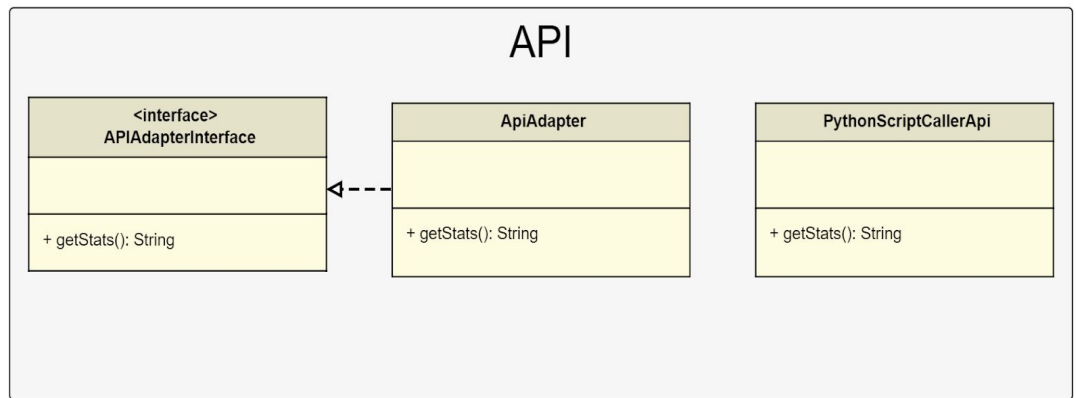 API
<interface>
APIAdapterInterface
+ getStats(): String
ApiAdapter
+ getStats(): String
PythonScriptCallerApi
+ getStats(): String